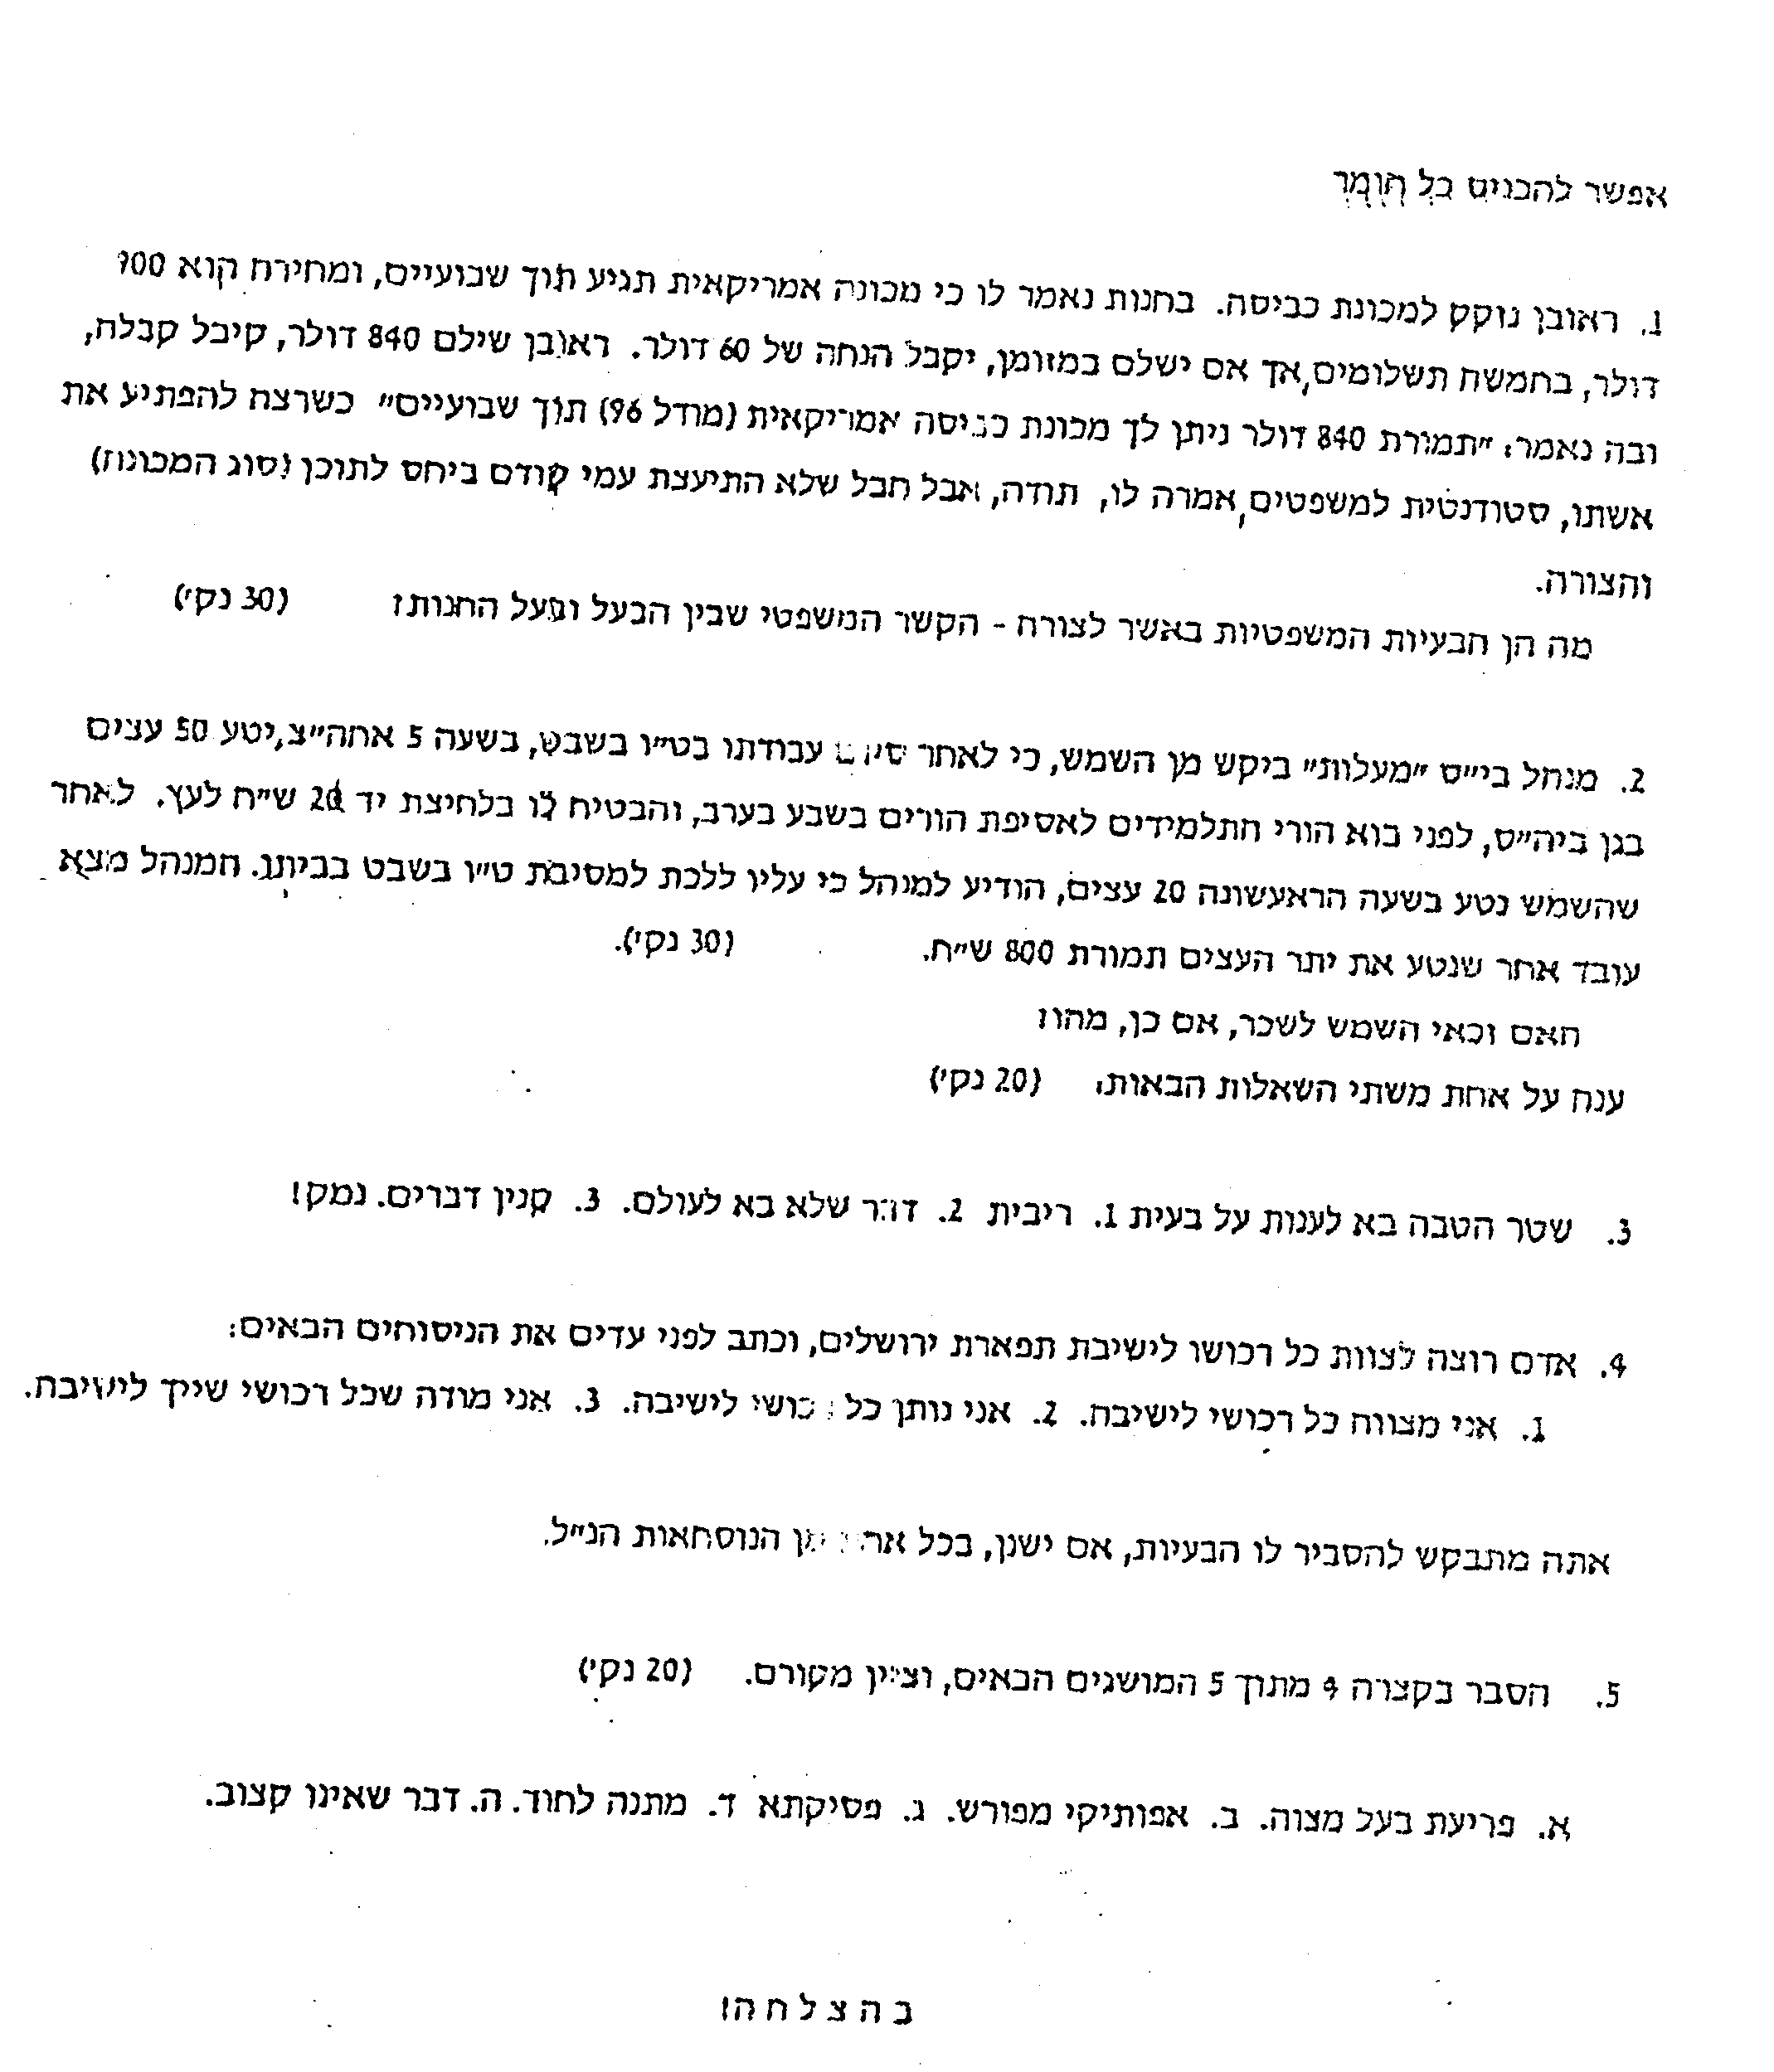 אפשר להכניס כל חומר
1. ראובן נזקק למכונת כביסה. בחנות נאמר לו כי מכונה אמריקאית תגיע תוך שבועיים, ומחירה הוא 900
דולר, בחמשה תשלומים, אך אם ישלם במזומן, יקבל הנחה של 60 דולר. ראובן שילם 840 דולר, קיבל קבלה,
ובה נאמר: "תמורת 840 דולר ניתן לך מכונת כביסה אמריקאית (מודל 96) תוך שבועיים" כשרצה להפתיע את
אשתו, סטודנטית למשפטים, אמרה לו, תודה, אבל חבל שלא התיעצת עמי קודם ביחס לתוכן (סוג המכונה)
והצורה.
מה הן הבעיות המשפטיות באשר לצורה - הקשר המשפטי שבין הבעל ובעל החנות? (30 נק')
2. מנהל בי"ס "מעלות" ביקש מן השמש, כי לאחר סיום עבודתו בט"ו בשבט, בשעה 5 אחה"צ, יטע 50 עצים
בגן ביה"ס, לפני בוא הורי התלמידים לאסיפת הורים בשבע בערב, והבטיח לו בלחיצת יד 20 ש"ח לעץ. לאחר
שהשמש נטע בשעה הראעשונה 20 עצים, הודיע למנהל כי עליו ללכת למסיבת ט"ו בשבט בביתו. המנהל מצא
עובד אחר שנטע את יתר העצים תמורת 800 ש"ח. (30 נק').
האם זכאי השמש לשכר, אם כן, מהו?
ענה על אחת משתי השאלות הבאות: (20 נק')
3. שטר הטבה בא לענות על בעית 1. ריבית 2. דבר שלא בא לעולם. 3. קנין דברים. נמק!
4. אדם רוצה לצוות כל רכושו לישיבת תפארת ירושלים, וכתב לפני עדים את הניסוחים הבאים:
1. אני מצווה כל רכושי לישיבה. 2. אני נותן כל רכושי לישיבה. 3. אני מודה שכל רכושי שייך לישיבה.
אתה מתבקש להסביר לו הבעיות, אם ישנן, בכל אחת מן הנוסחאות הנ"ל.
5. הסבר בקצרה 4 מתוך 5 המושגים הבאים, וציין מקורם. (20 נק')
א. פריעת בעל מצוה. ב. אפותיקי מפורש. ג. פסיקתא ד. מתנה לחוד. ה. דבר שאינו קצוב.
ב ה צ ל ח ה!